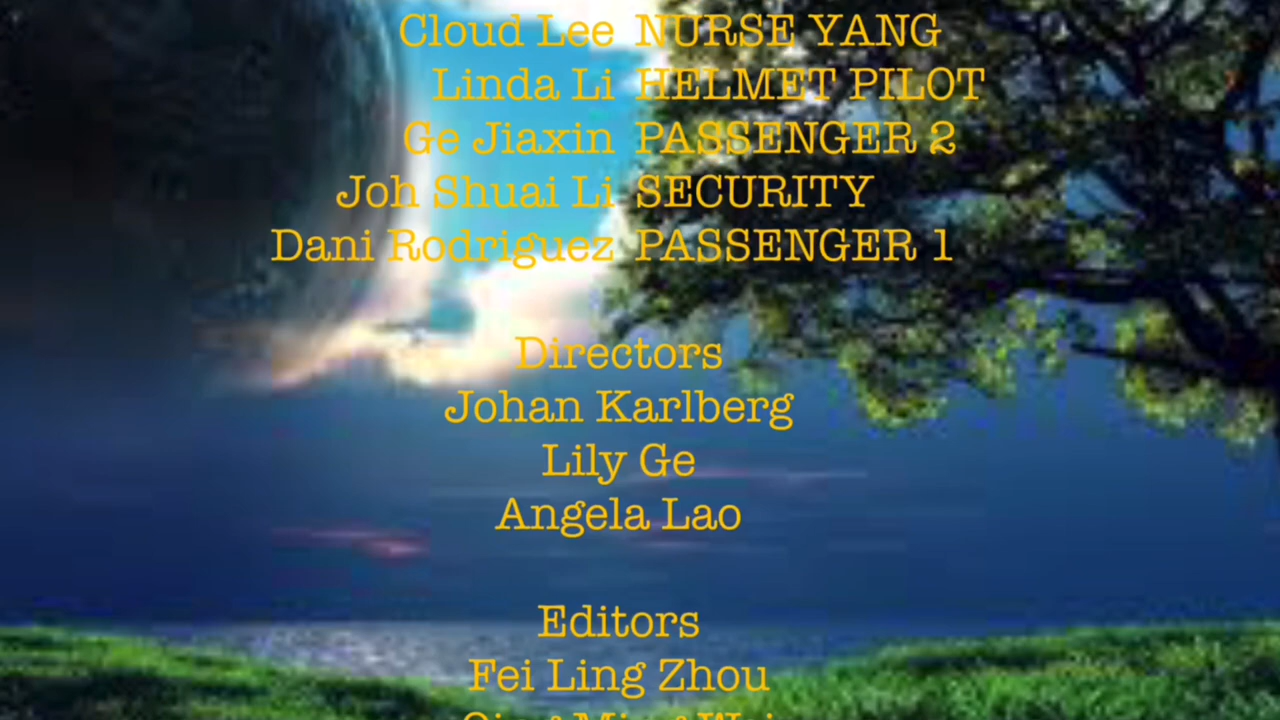 Cloud Lee NURSE YANG
Linda Li HELMET PILOT
Ge Jiaxin PASSENGER 2
Joh Shuai Li SECURITY
Dani Rodriguez PASSENGER 1
Directors
Johan Karlberg
Lily Ge
Angela Lao
Editors
Fei Ling Zhou